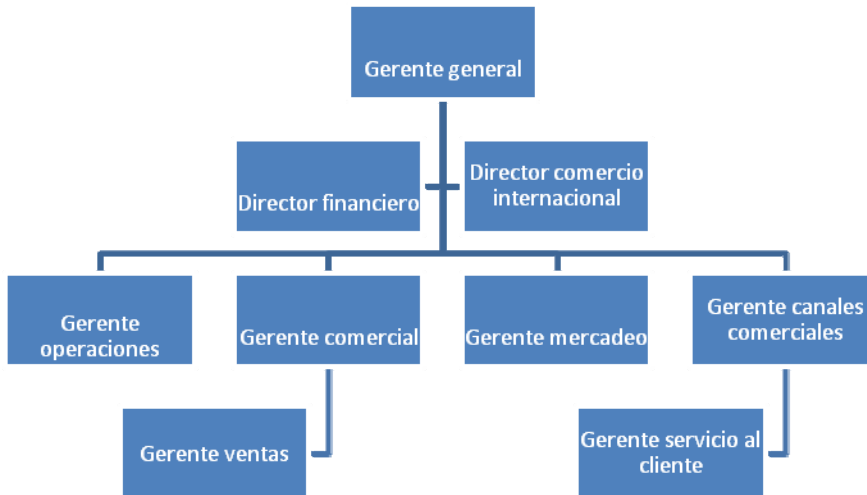 Gerente general
Director financiero
Director comercio
internacional
Gerente
operaciones
Gerente comercial
Gerente mercadeo
Gerente canales
comerciales
Gerente ventas
Gerente servicio al
cliente